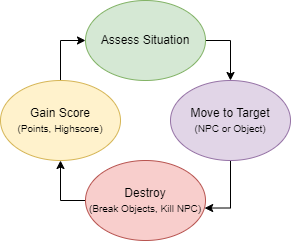 Assess Situation
Gain Score
(Points, Highscore)
Move to Target
(NPC or Object)
Destroy
(Break Objects, Kill NPC)